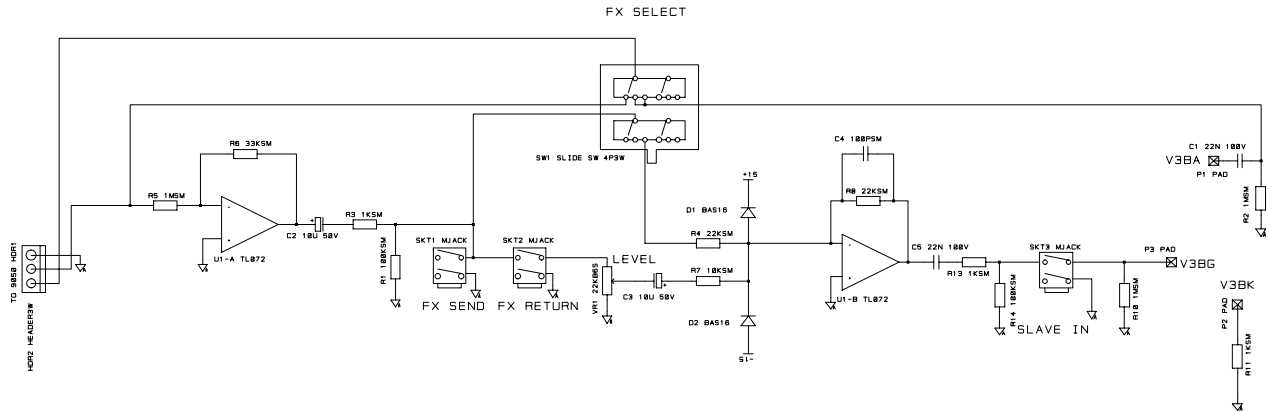 FX SELECT
SW1 SLIDE SW 4P3W
R6 33KSM
R5 1MSM
U1-A TL072
C2 10U 50V
R3 1KSM
R1 100KSM
SKT1 MJACK
FX SEND
SKT2 MJACK
FX RETURN
LEVEL
VR1 22KB6S
C3 10U 50V
R7 10KSM
R4 22KSM
+15
D1 BAS16
D2 BAS16
-15
C4 100PSM
R8 22KSM
U1-B TL072
C5 22N 100V
R13 1KSM
R14 100KSM
SKT3 MJACK
SLAVE IN
R10 1MSM
P3 PAD
V3BG
C1 22N 100V
V3BA
P1 PAD
R2 1MSM
V3BK
P2 PAD
R11 1KSM
TO 9850 HDR1
HDR2 HEADER3W